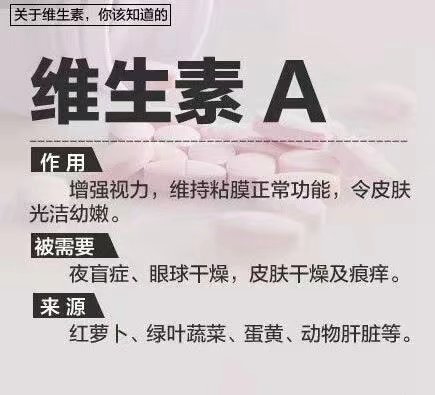 关于维生素，你该知道的
维生素 A
作用
增强视力，维持粘膜正常功能，令皮肤
光洁幼嫩。
被需要
夜盲症、眼球干燥，皮肤干燥及痕痒。
来源
红萝卜、绿叶蔬菜、蛋黄、动物肝脏等。